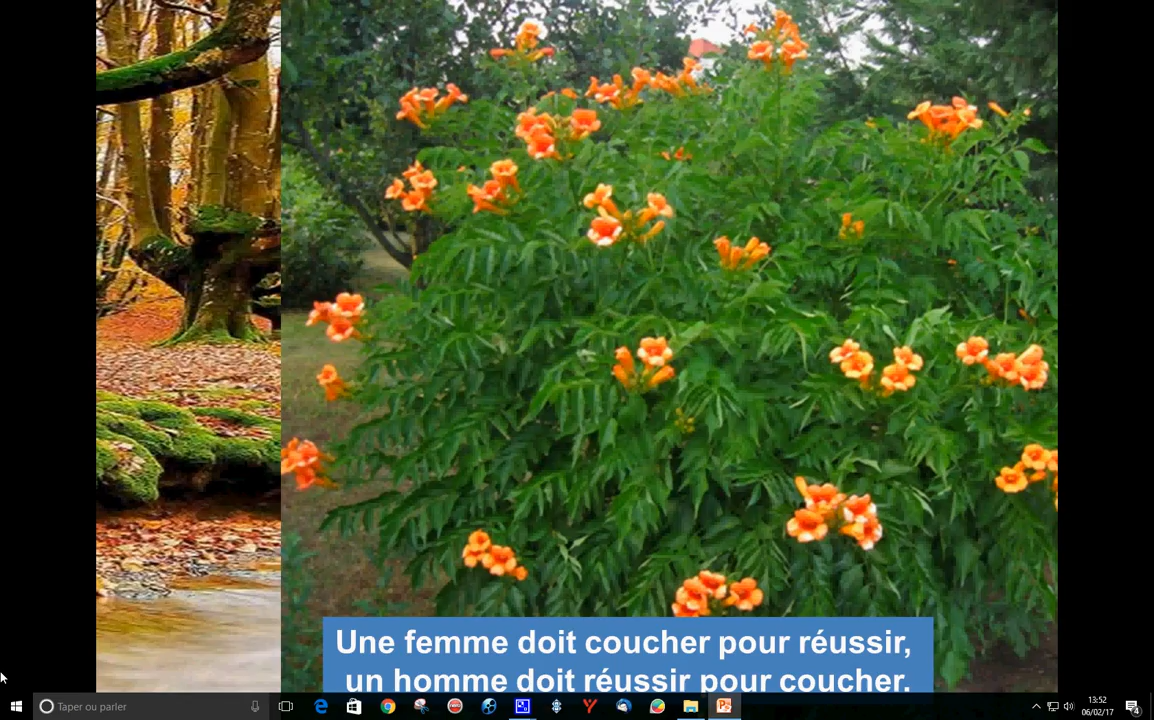 Une femme doit coucher pour réussir,
un homme doit réussir pour coucher.
Taper ou parler
13:52
06/02/17
4